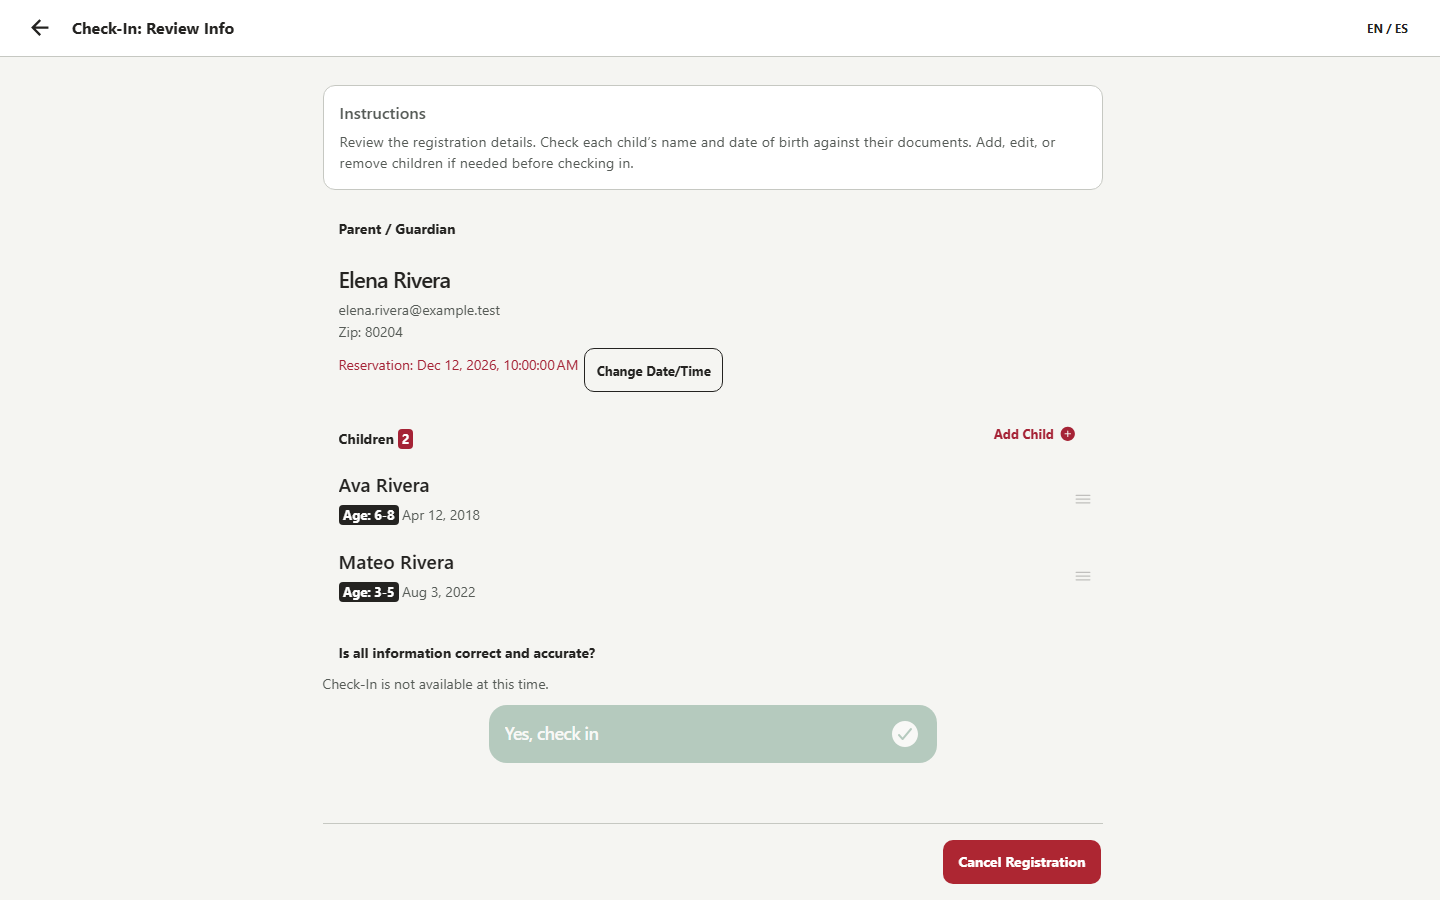 Check-In: Review Info
EN / ES
Instructions
Review the registration details. Check each child's name and date of birth against their documents. Add, edit, or
remove children if needed before checking in.
Parent / Guardian
Elena Rivera
elena.rivera@example.test
Zip: 80204
Reservation: Dec 12, 2026, 10:00:00 AM
Change Date/Time
Children 2
Add Child
Ava Rivera
Age: 6-8 Apr 12, 2018
Mateo Rivera
Age: 3-5 Aug 3, 2022
Is all information correct and accurate?
Check-In is not available at this time.
Yes, check in
Cancel Registration